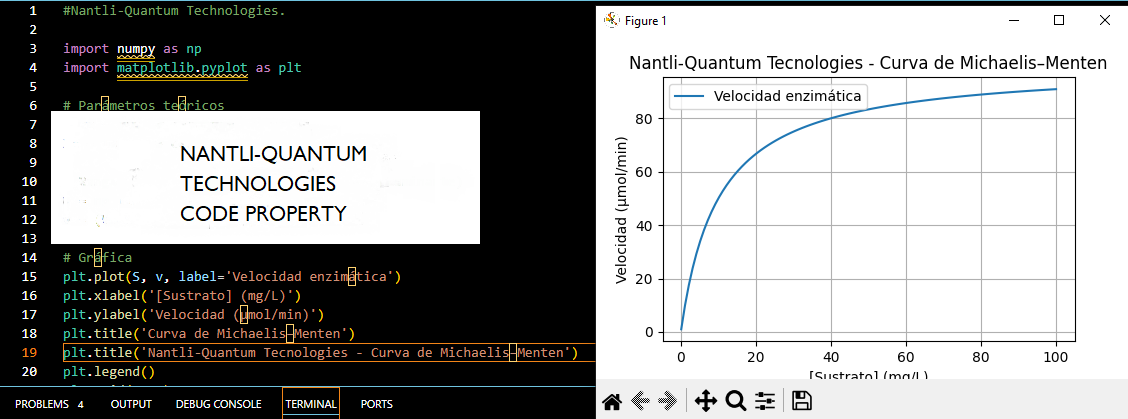 1 #Nantli-Quantum Technologies.
2
3 import numpy as np
4 import matplotlib.pyplot as plt
5
6 # Parámetros teóricos
7
8
9
10
11
12
13
NANTLI-QUANTUM
TECHNOLOGIES
CODE PROPERTY
14 # Gráfica
15 plt.plot(S, v, label='Velocidad enzimática')
16 plt.xlabel('[Sustrato] (mg/L)')
17 plt.ylabel('Velocidad (µmol/min)')
18 plt.title('Curva de Michaelis–Menten')
19 plt.title('Nantli-Quantum Tecnologies - Curva de Michaelis–Menten')
20 plt.legend()
PROBLEMS 4 OUTPUT DEBUG CONSOLE TERMINAL PORTS
Figure 1
Nantli-Quantum Tecnologies - Curva de Michaelis–Menten
Velocidad enzimática
Velocidad (µmol/min)
80
60
40
20
0
0 20 40 60 80 100
[Sustrato] (mg/L)